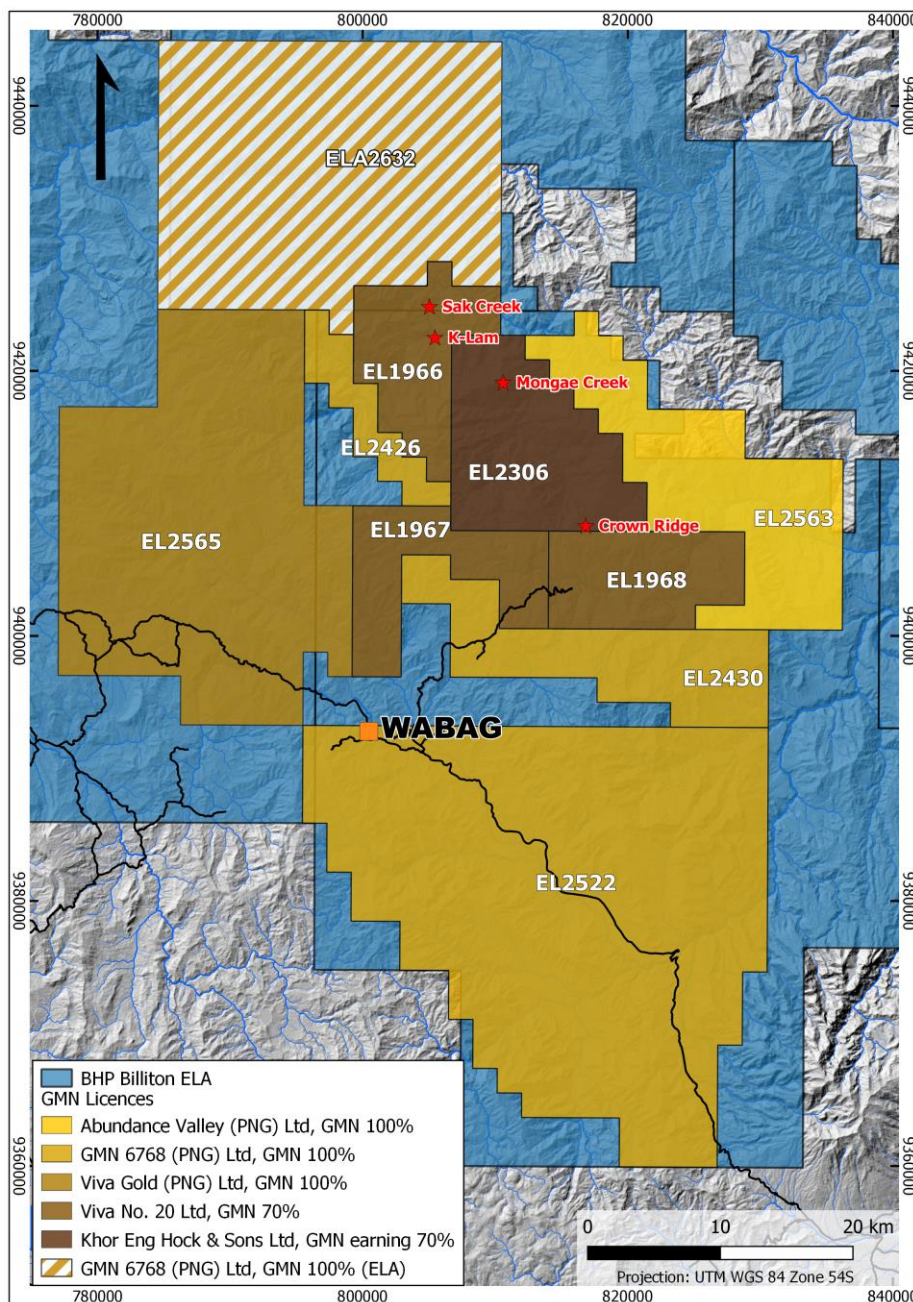 780000
800000
820000
840000
9440000
9440000
ELA2632
Sak Creek
K-Lam
9420000
9420000
EL1966
Mongae Creek
EL2426
EL2306
EL2563
EL1967
Crown Ridge
EL2565
EL1968
9400000
9400000
EL2430
WABAG
EL2522
9380000
9380000
BHP Billiton ELA
GMN Licences
Abundance Valley (PNG) Ltd, GMN 100%
GMN 6768 (PNG) Ltd, GMN 100%
Viva Gold (PNG) Ltd, GMN 100%
Viva No. 20 Ltd, GMN 70%
Khor Eng Hock & Sons Ltd, GMN earning 70%
GMN 6768 (PNG) Ltd, GMN 100% (ELA)
9360000
9360000
0 10 20 km
Projection: UTM WGS 84 Zone 54S
780000
800000
820000
840000